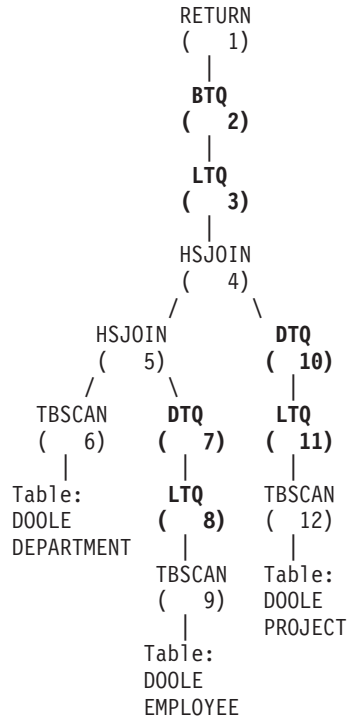 RETURN
( 1)
|
BTQ
( 2)
|
LTQ
( 3)
|
HSJOIN
( 4)
/ \
HSJOIN DTQ
( 5) ( 10)
/ \ |
TBSCAN DTQ LTQ
( 6) ( 7) ( 11)
| | |
Table: LTQ TBSCAN
DOOLE ( 8) ( 12)
DEPARTMENT | |
TBSCAN Table:
( 9) DOOLE
| PROJECT
Table:
DOOLE
EMPLOYEE